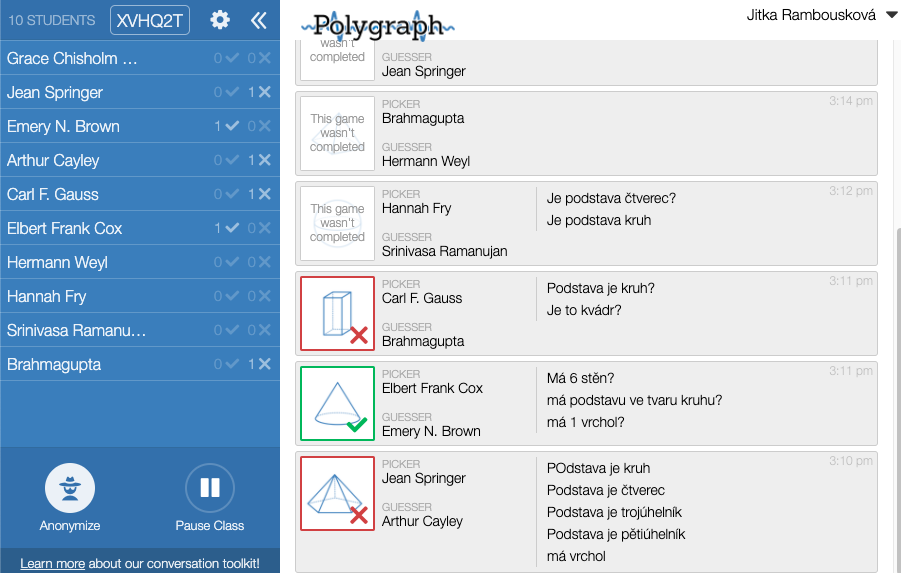 10 STUDENTS
XVHQ2T
Grace Chisholm … 0 0
Jean Springer 0 1
Emery N. Brown 1 0
Arthur Cayley 0 1
Carl F. Gauss 0 1
Elbert Frank Cox 1 0
Hermann Weyl 0 0
Hannah Fry 0 0
Srinivasa Ramanu… 0 0
Brahmagupta 0 1
Anonymize
Pause Class
Learn more about our conversation toolkit!
Polygraph
Jitka Rambousková
wasn't
completed
GUESSER
Jean Springer
This game
wasn't
completed
PICKER
Brahmagupta
GUESSER
Hermann Weyl
3:14 pm
This game
wasn't
completed
PICKER
Hannah Fry
GUESSER
Srinivasa Ramanujan
Je podstava čtverec?
Je podstava kruh
3:12 pm
PICKER
Carl F. Gauss
GUESSER
Brahmagupta
Podstava je kruh?
Je to kvádr?
3:11 pm
PICKER
Elbert Frank Cox
GUESSER
Emery N. Brown
Má 6 stěn?
má podstavu ve tvaru kruhu?
má 1 vrchol?
3:11 pm
PICKER
Jean Springer
GUESSER
Arthur Cayley
POdstava je kruh
Podstava je čtverec
Podstava je trojúhelník
Podstava je pětiúhelník
má vrchol
3:10 pm